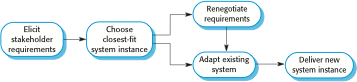 Elicit
stakeholder
requirements
Choose
closest-fit
system instance
Renegotiate
requirements
Adapt existing
system
Deliver new
system instance